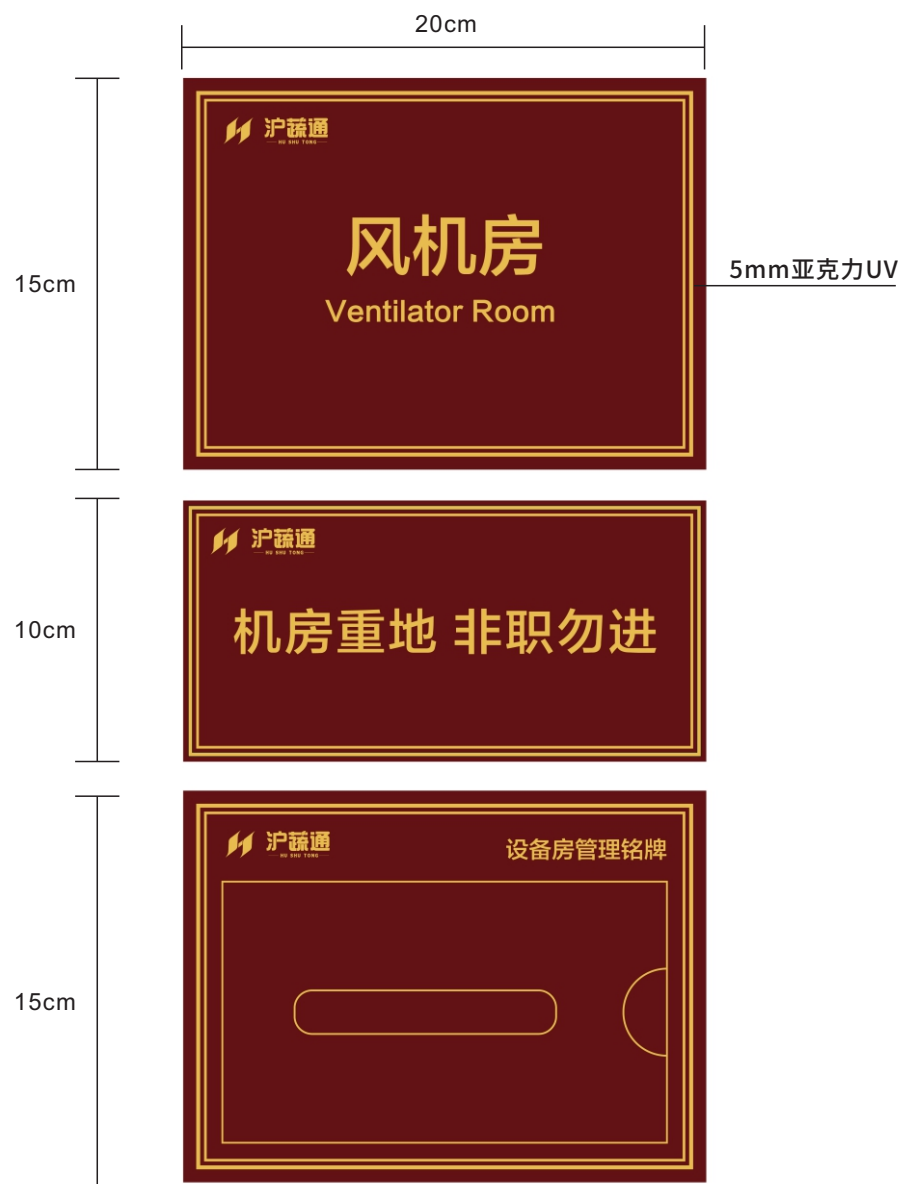 20cm
沪蔬通
HU SHU TONG
风机房
Ventilator Room
15cm
5mm亚克力UV
沪蔬通
HU SHU TONG
机房重地 非职勿进
10cm
沪蔬通
HU SHU TONG
设备房管理铭牌
15cm